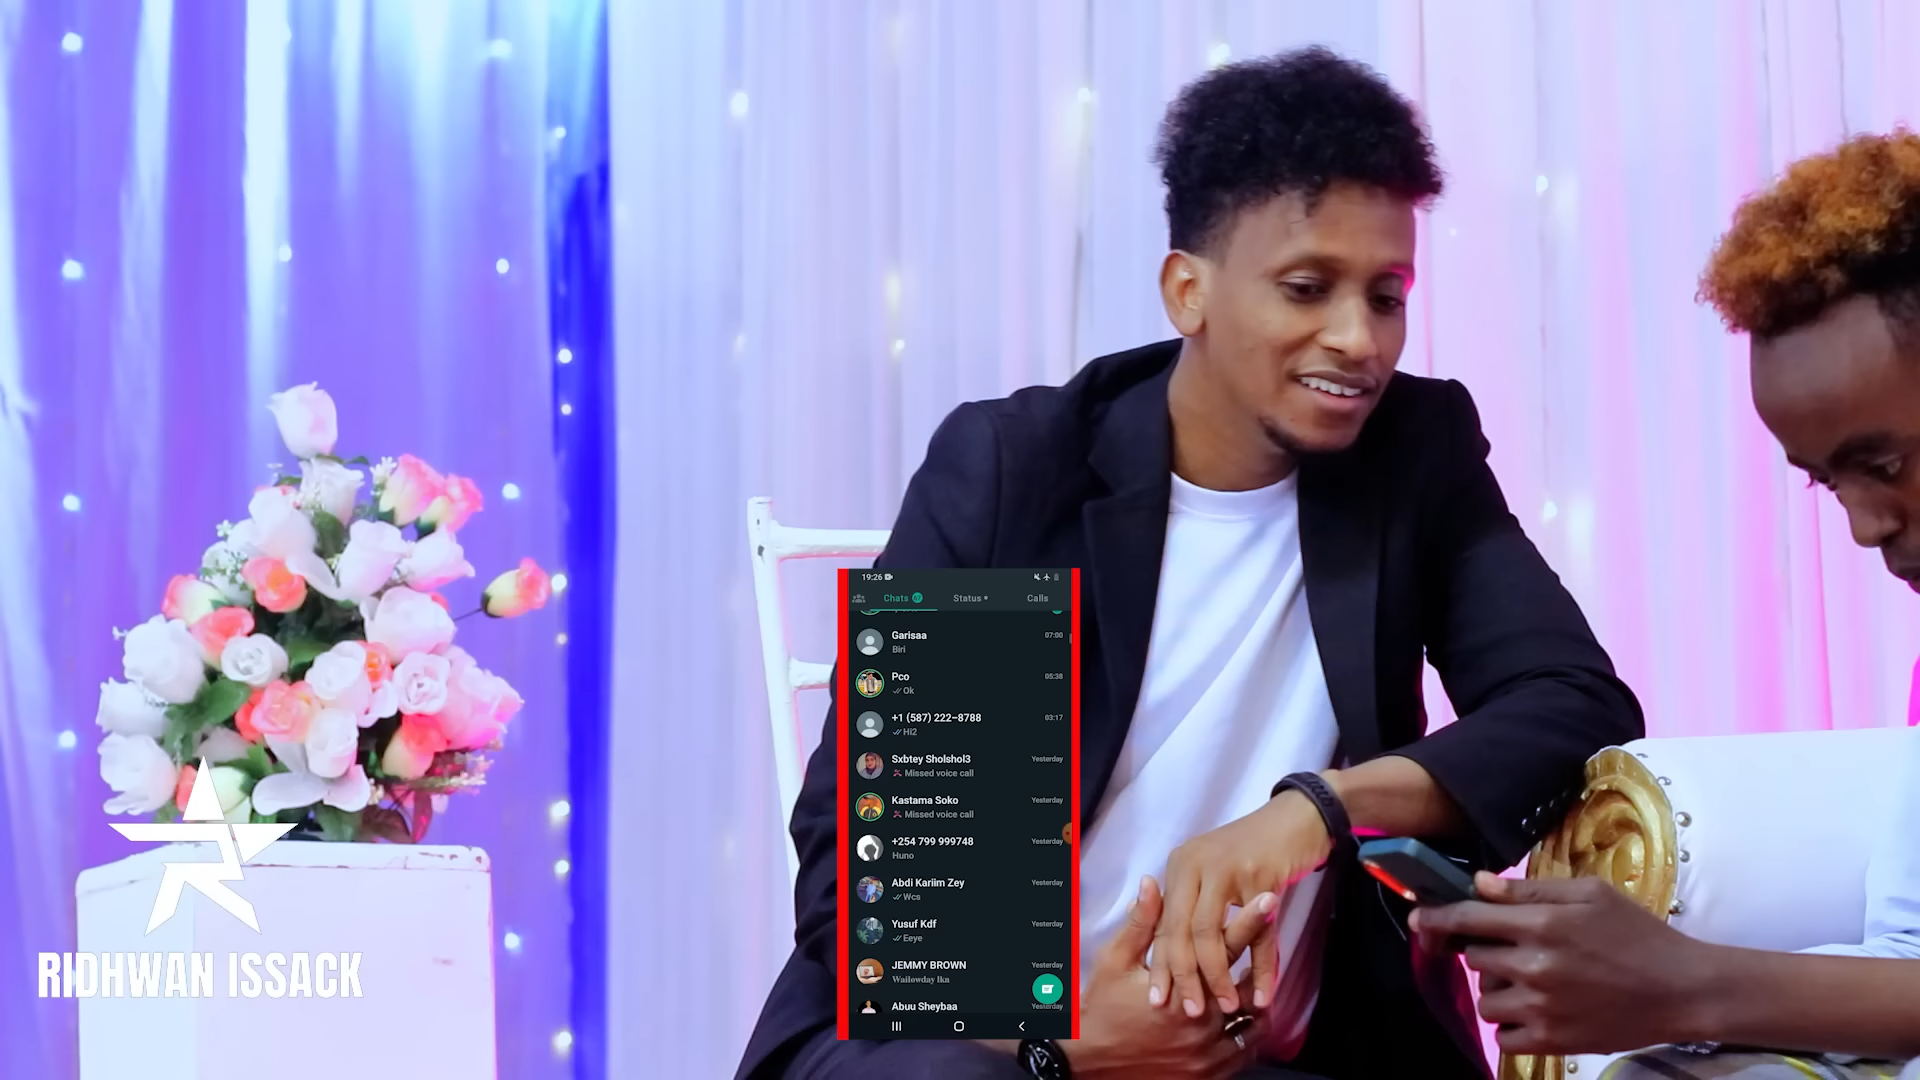 19:26
Chats 67 Status Calls
Garisaa 07:00
Biri
Pco 05:38
Ok
+1 (587) 222-8788 03:17
Hi2
Sxbtey Sholshol3 Yesterday
Missed voice call
Kastama Soko Yesterday
Missed voice call
+254 799 999748 Yesterday
Huno
Abdi Kariim Zey Yesterday
Wcs
Yusuf Kdf Yesterday
Eeye
JEMMY BROWN Yesterday
Wailowday Ikn
Abuu Sheybaa Yesterday
RIDHWAN ISSACK